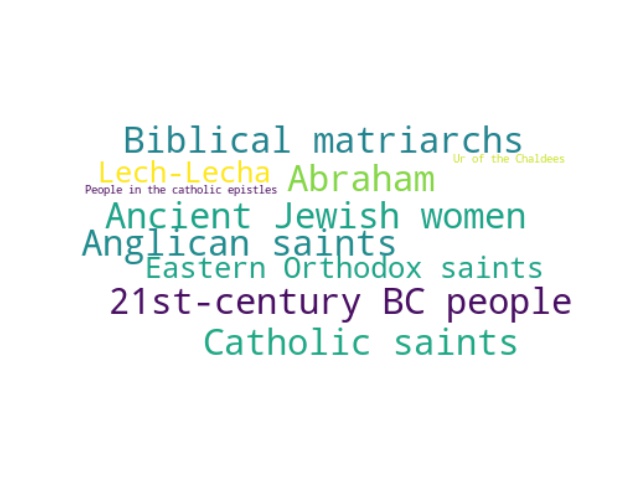 Biblical matriarchs
Ur of the Chaldees
Lech-Lecha
Abraham
People in the catholic epistles
Ancient Jewish women
Anglican saints
Eastern Orthodox saints
21st-century BC people
Catholic saints